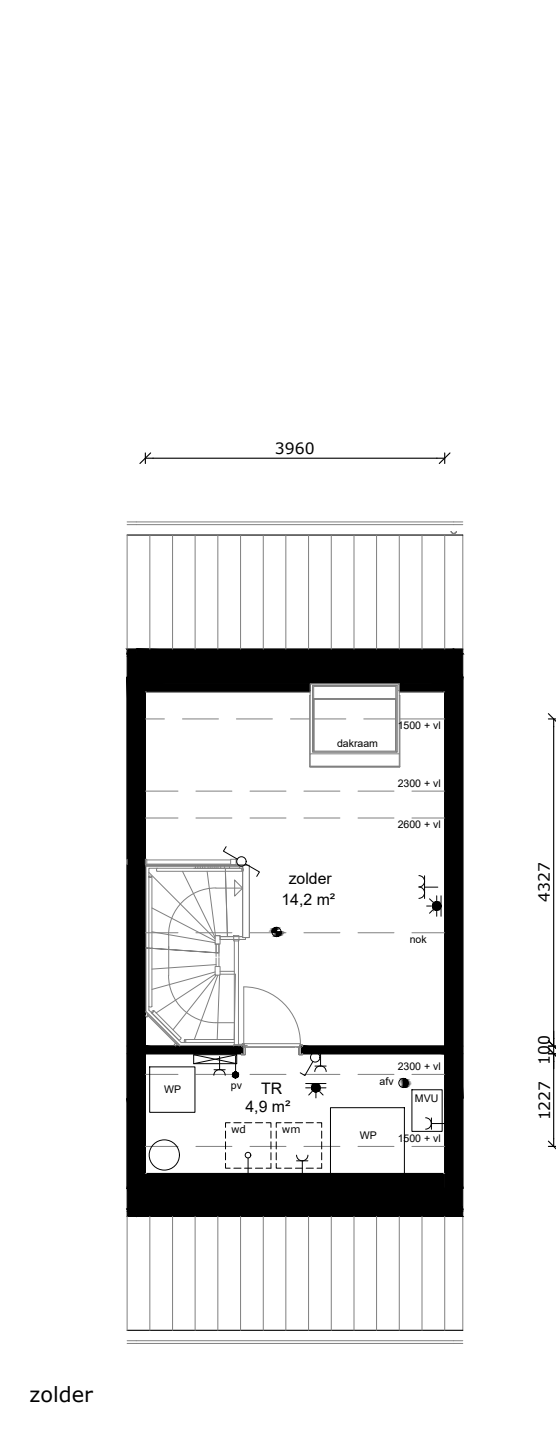 3960
1500 + vl
dakraam
2300 + vl
2600 + vl
zolder
14,2 m²
4327
nok
100
2300 + vl
afv
pv
WP
TR
4,9 m²
MVU
1227
wd
wm
WP
1500 + vl
zolder